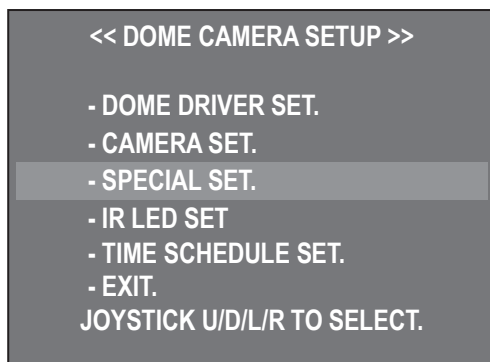 << DOME CAMERA SETUP >>
- DOME DRIVER SET.
- CAMERA SET.
- SPECIAL SET.
- IR LED SET
- TIME SCHEDULE SET.
- EXIT.
JOYSTICK U/D/L/R TO SELECT.